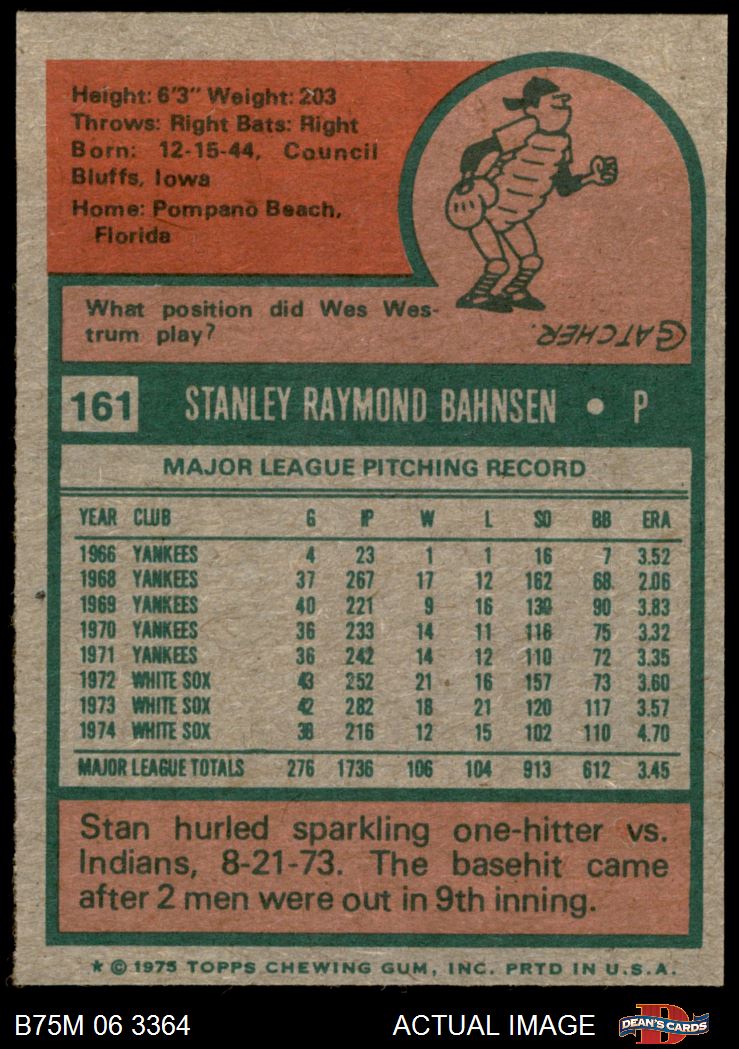 Height: 6'3" Weight: 203
Throws: Right Bats: Right
Born: 12-15-44, Council
Bluffs, Iowa
Home: Pompano Beach,
Florida
What position did Wes Wes-
trum play?
CATCHER.
161 STANLEY RAYMOND BAHNSEN • P
MAJOR LEAGUE PITCHING RECORD
YEAR CLUB G IP W L SO BB ERA
1966 YANKEES 4 23 1 1 16 7 3.52
1968 YANKEES 37 267 17 12 162 68 2.06
1969 YANKEES 40 221 9 16 130 90 3.83
1970 YANKEES 36 233 14 11 116 75 3.32
1971 YANKEES 36 242 14 12 110 72 3.35
1972 WHITE SOX 43 252 21 16 157 73 3.60
1973 WHITE SOX 42 282 18 21 120 117 3.57
1974 WHITE SOX 38 216 12 15 102 110 4.70
MAJOR LEAGUE TOTALS 276 1736 106 104 913 612 3.45
Stan hurled sparkling one-hitter vs.
Indians, 8-21-73. The basehit came
after 2 men were out in 9th inning.
* © 1975 TOPPS CHEWING GUM, INC. PRTD IN U.S.A.
B75M 06 3364 ACTUAL IMAGE D DEAN'S CARDS